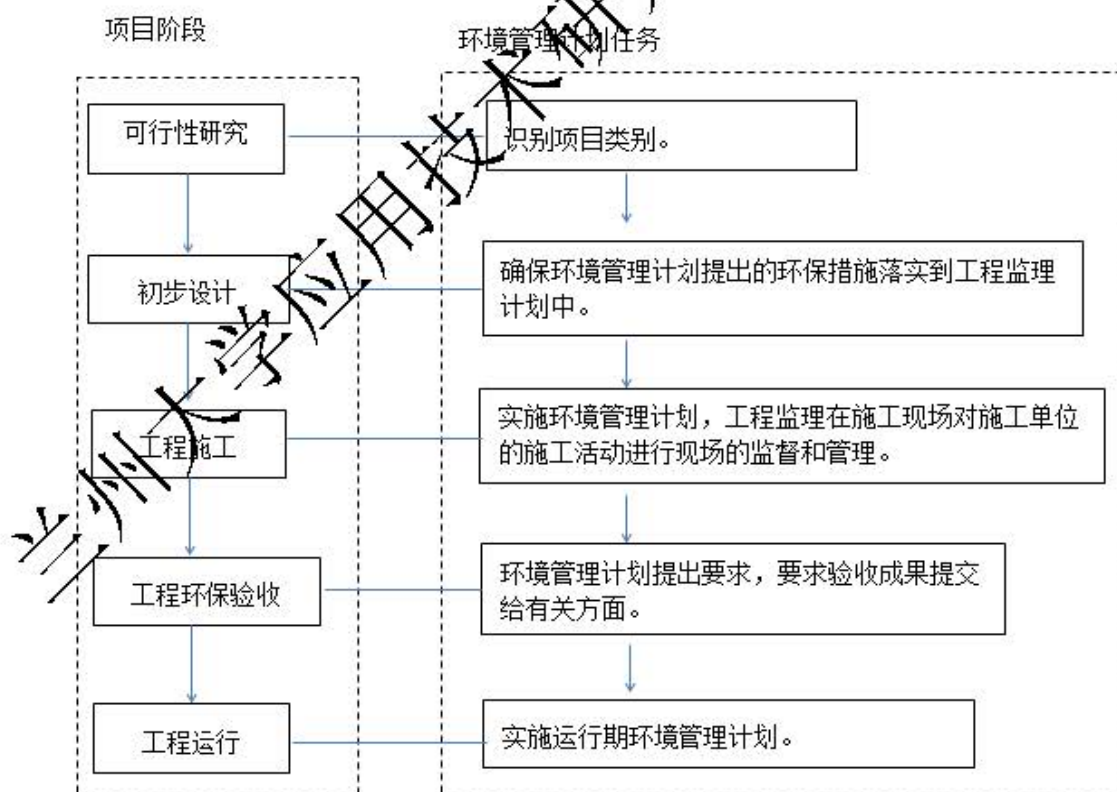 项目阶段
环境管理计划任务
可行性研究
识别项目类别。
初步设计
确保环境管理计划提出的环保措施落实到工程监理
计划中。
工程施工
实施环境管理计划，工程监理在施工现场对施工单位
的施工活动进行现场的监督和管理。
工程环保验收
环境管理计划提出要求，要求验收成果提交
给有关方面。
工程运行
实施运行期环境管理计划。
兰州大学应用技术研